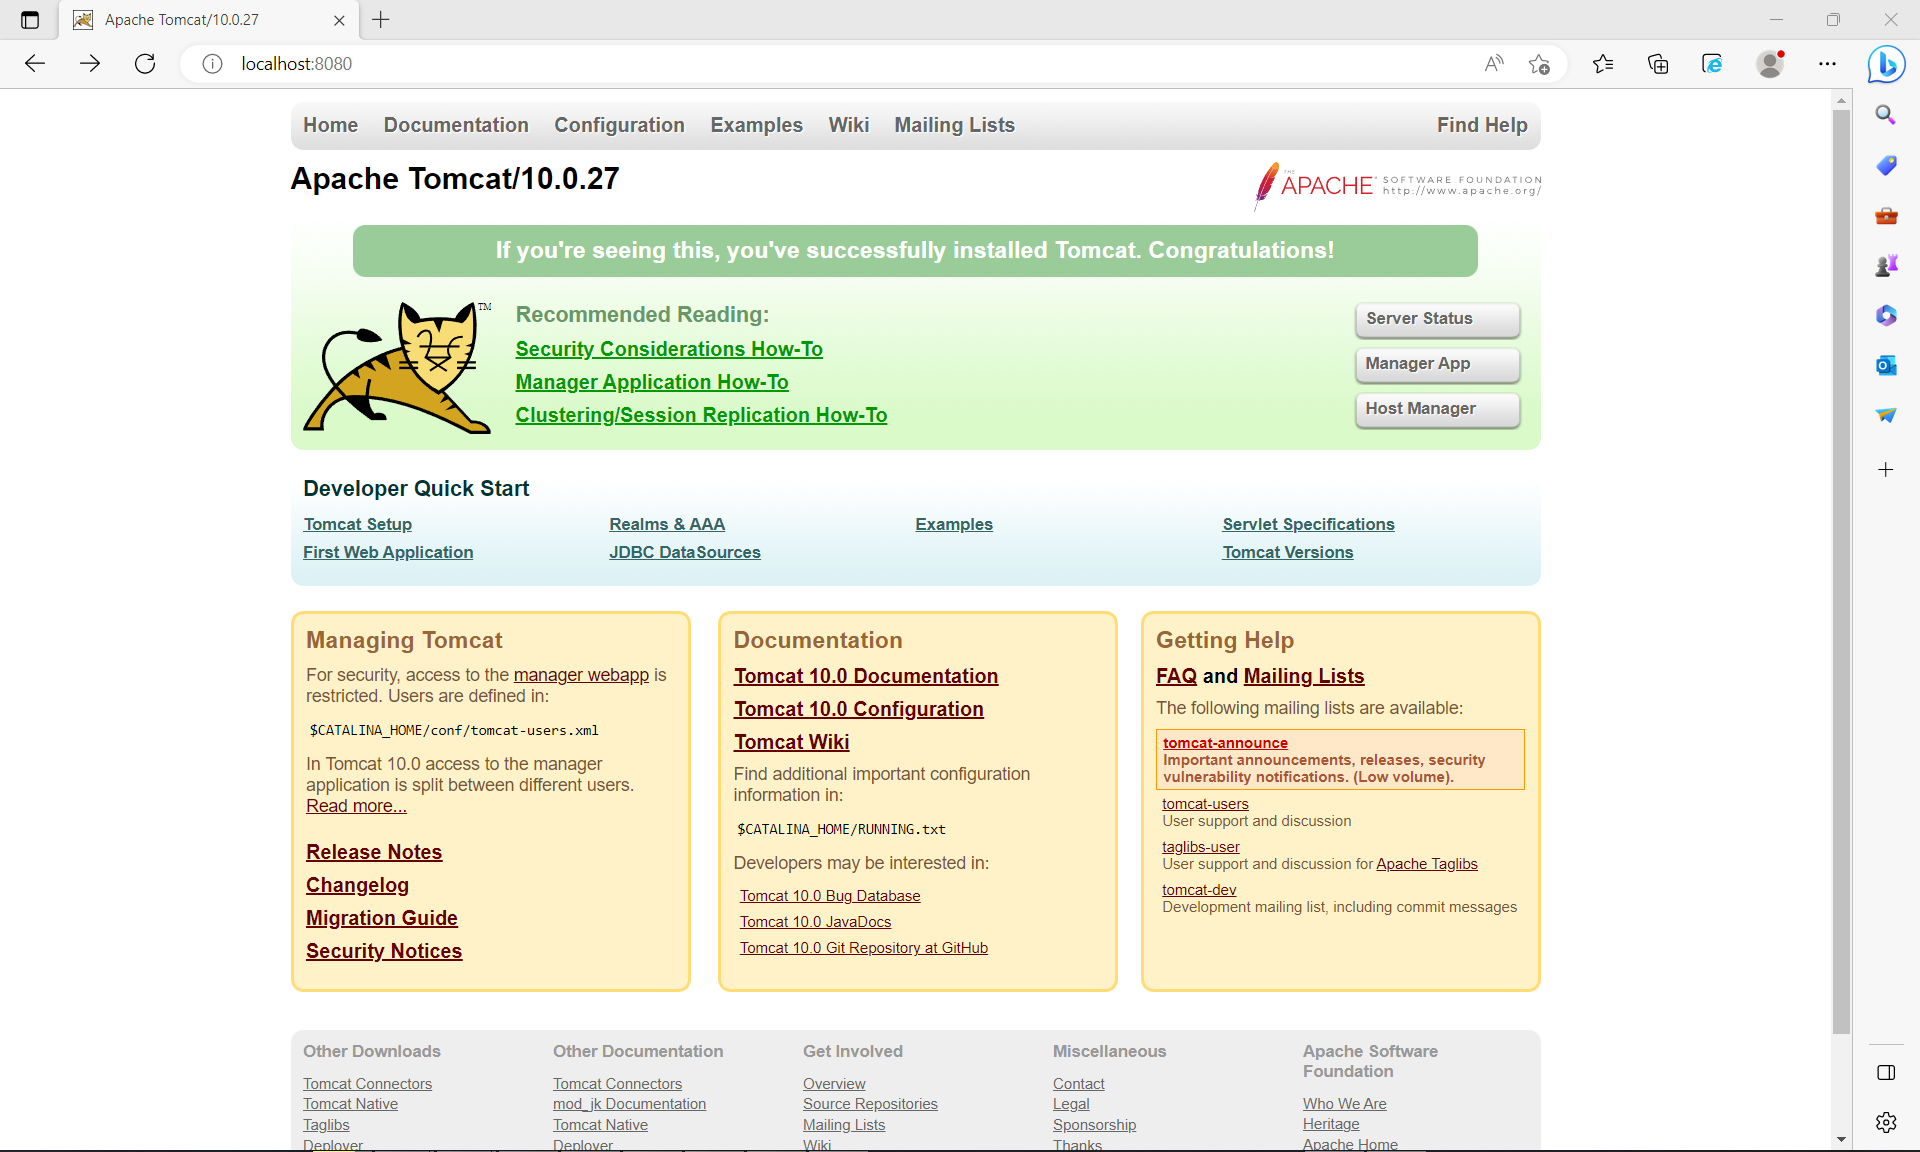 Apache Tomcat/10.0.27
localhost:8080
Home Documentation Configuration Examples Wiki Mailing Lists Find Help
Apache Tomcat/10.0.27
THE APACHE™ SOFTWARE FOUNDATION
http://www.apache.org/
If you're seeing this, you've successfully installed Tomcat. Congratulations!
TM
Recommended Reading:
Security Considerations How-To
Manager Application How-To
Clustering/Session Replication How-To
Server Status
Manager App
Host Manager
Developer Quick Start
Tomcat Setup
First Web Application
Realms & AAA
JDBC DataSources
Examples
Servlet Specifications
Tomcat Versions
Managing Tomcat
For security, access to the manager webapp is
restricted. Users are defined in:
$CATALINA_HOME/conf/tomcat-users.xml
In Tomcat 10.0 access to the manager
application is split between different users.
Read more...
Release Notes
Changelog
Migration Guide
Security Notices
Documentation
Tomcat 10.0 Documentation
Tomcat 10.0 Configuration
Tomcat Wiki
Find additional important configuration
information in:
$CATALINA_HOME/RUNNING.txt
Developers may be interested in:
Tomcat 10.0 Bug Database
Tomcat 10.0 JavaDocs
Tomcat 10.0 Git Repository at GitHub
Getting Help
FAQ and Mailing Lists
The following mailing lists are available:
tomcat-announce
Important announcements, releases, security
vulnerability notifications. (Low volume).
tomcat-users
User support and discussion
taglibs-user
User support and discussion for Apache Taglibs
tomcat-dev
Development mailing list, including commit messages
Other Downloads
Tomcat Connectors
Tomcat Native
Taglibs
Deployer
Other Documentation
Tomcat Connectors
mod_jk Documentation
Tomcat Native
Deployer
Get Involved
Overview
Source Repositories
Mailing Lists
Wiki
Miscellaneous
Contact
Legal
Sponsorship
Thanks
Apache Software
Foundation
Who We Are
Heritage
Apache Home